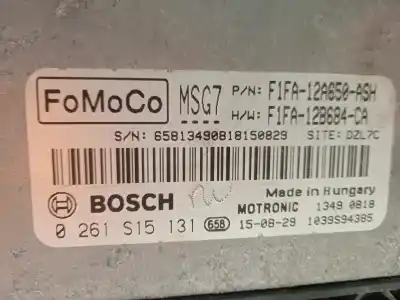 FoMoCo MSG7 P/N: F1FA-12A650-ASH
H/W: F1FA-12B684-CA
S/N: 65813490818150829 SITE: DZL7C
BOSCH Made in Hungary
MOTRONIC 1349 0818
0 261 S15 131 658 15-08-29 1039S94385